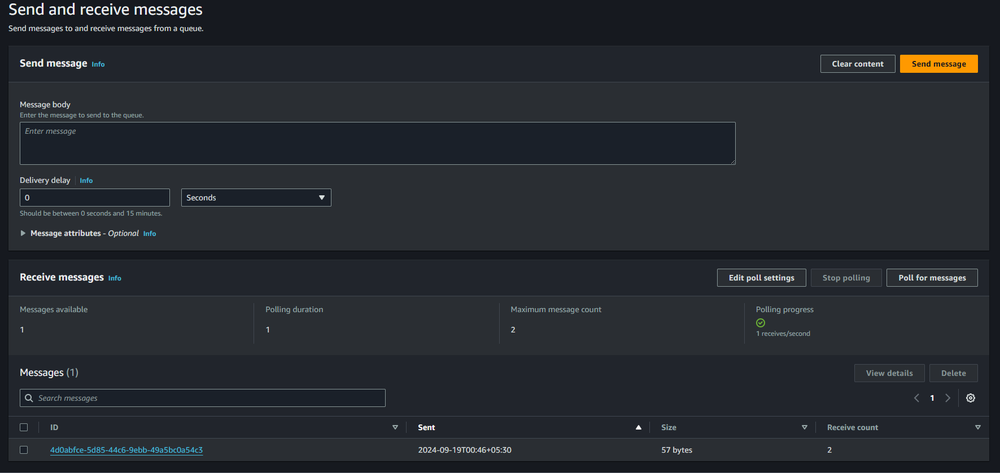 Send and receive messages
Send messages to and receive messages from a queue.
Send message Info
Clear content
Send message
Message body
Enter the message to send to the queue.
Enter message
Delivery delay Info
0
Seconds
Should be between 0 seconds and 15 minutes.
Message attributes - Optional Info
Receive messages Info
Edit poll settings
Stop polling
Poll for messages
Messages available
1
Polling duration
1
Maximum message count
2
Polling progress
1 receives/second
Messages (1)
View details
Delete
Search messages
1
ID Sent Size Receive count
4d0abfce-5d85-44c6-9ebb-49a5bc0a54c3 2024-09-19T00:46+05:30 57 bytes 2